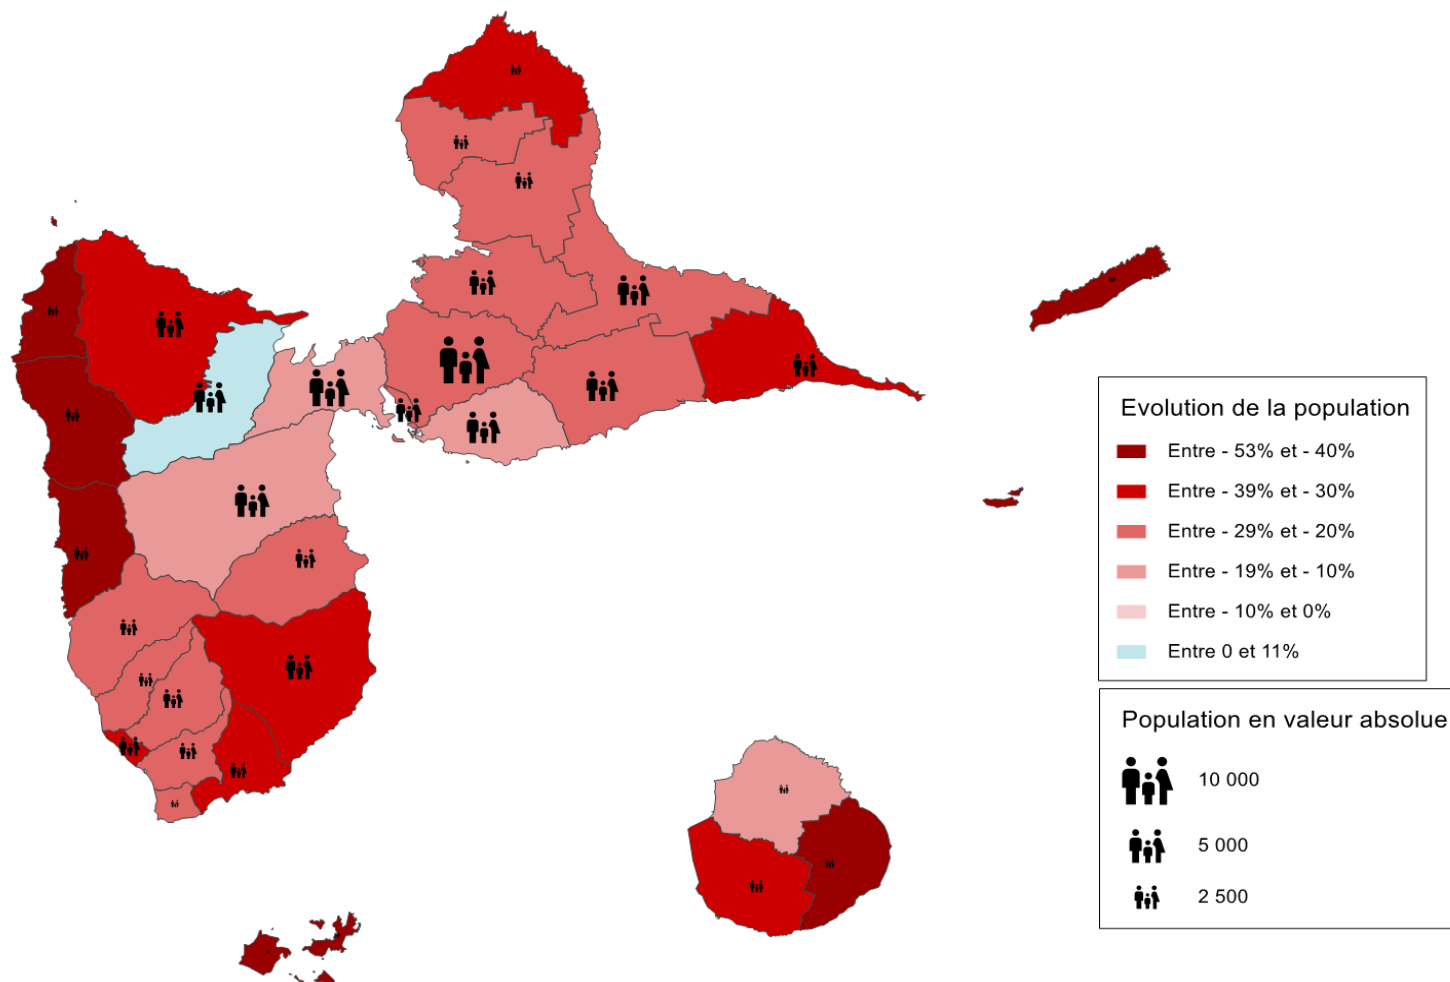 Evolution de la population
Entre - 53% et - 40%
Entre - 39% et - 30%
Entre - 29% et - 20%
Entre - 19% et - 10%
Entre - 10% et 0%
Entre 0 et 11%
Population en valeur absolue
10 000
5 000
2 500